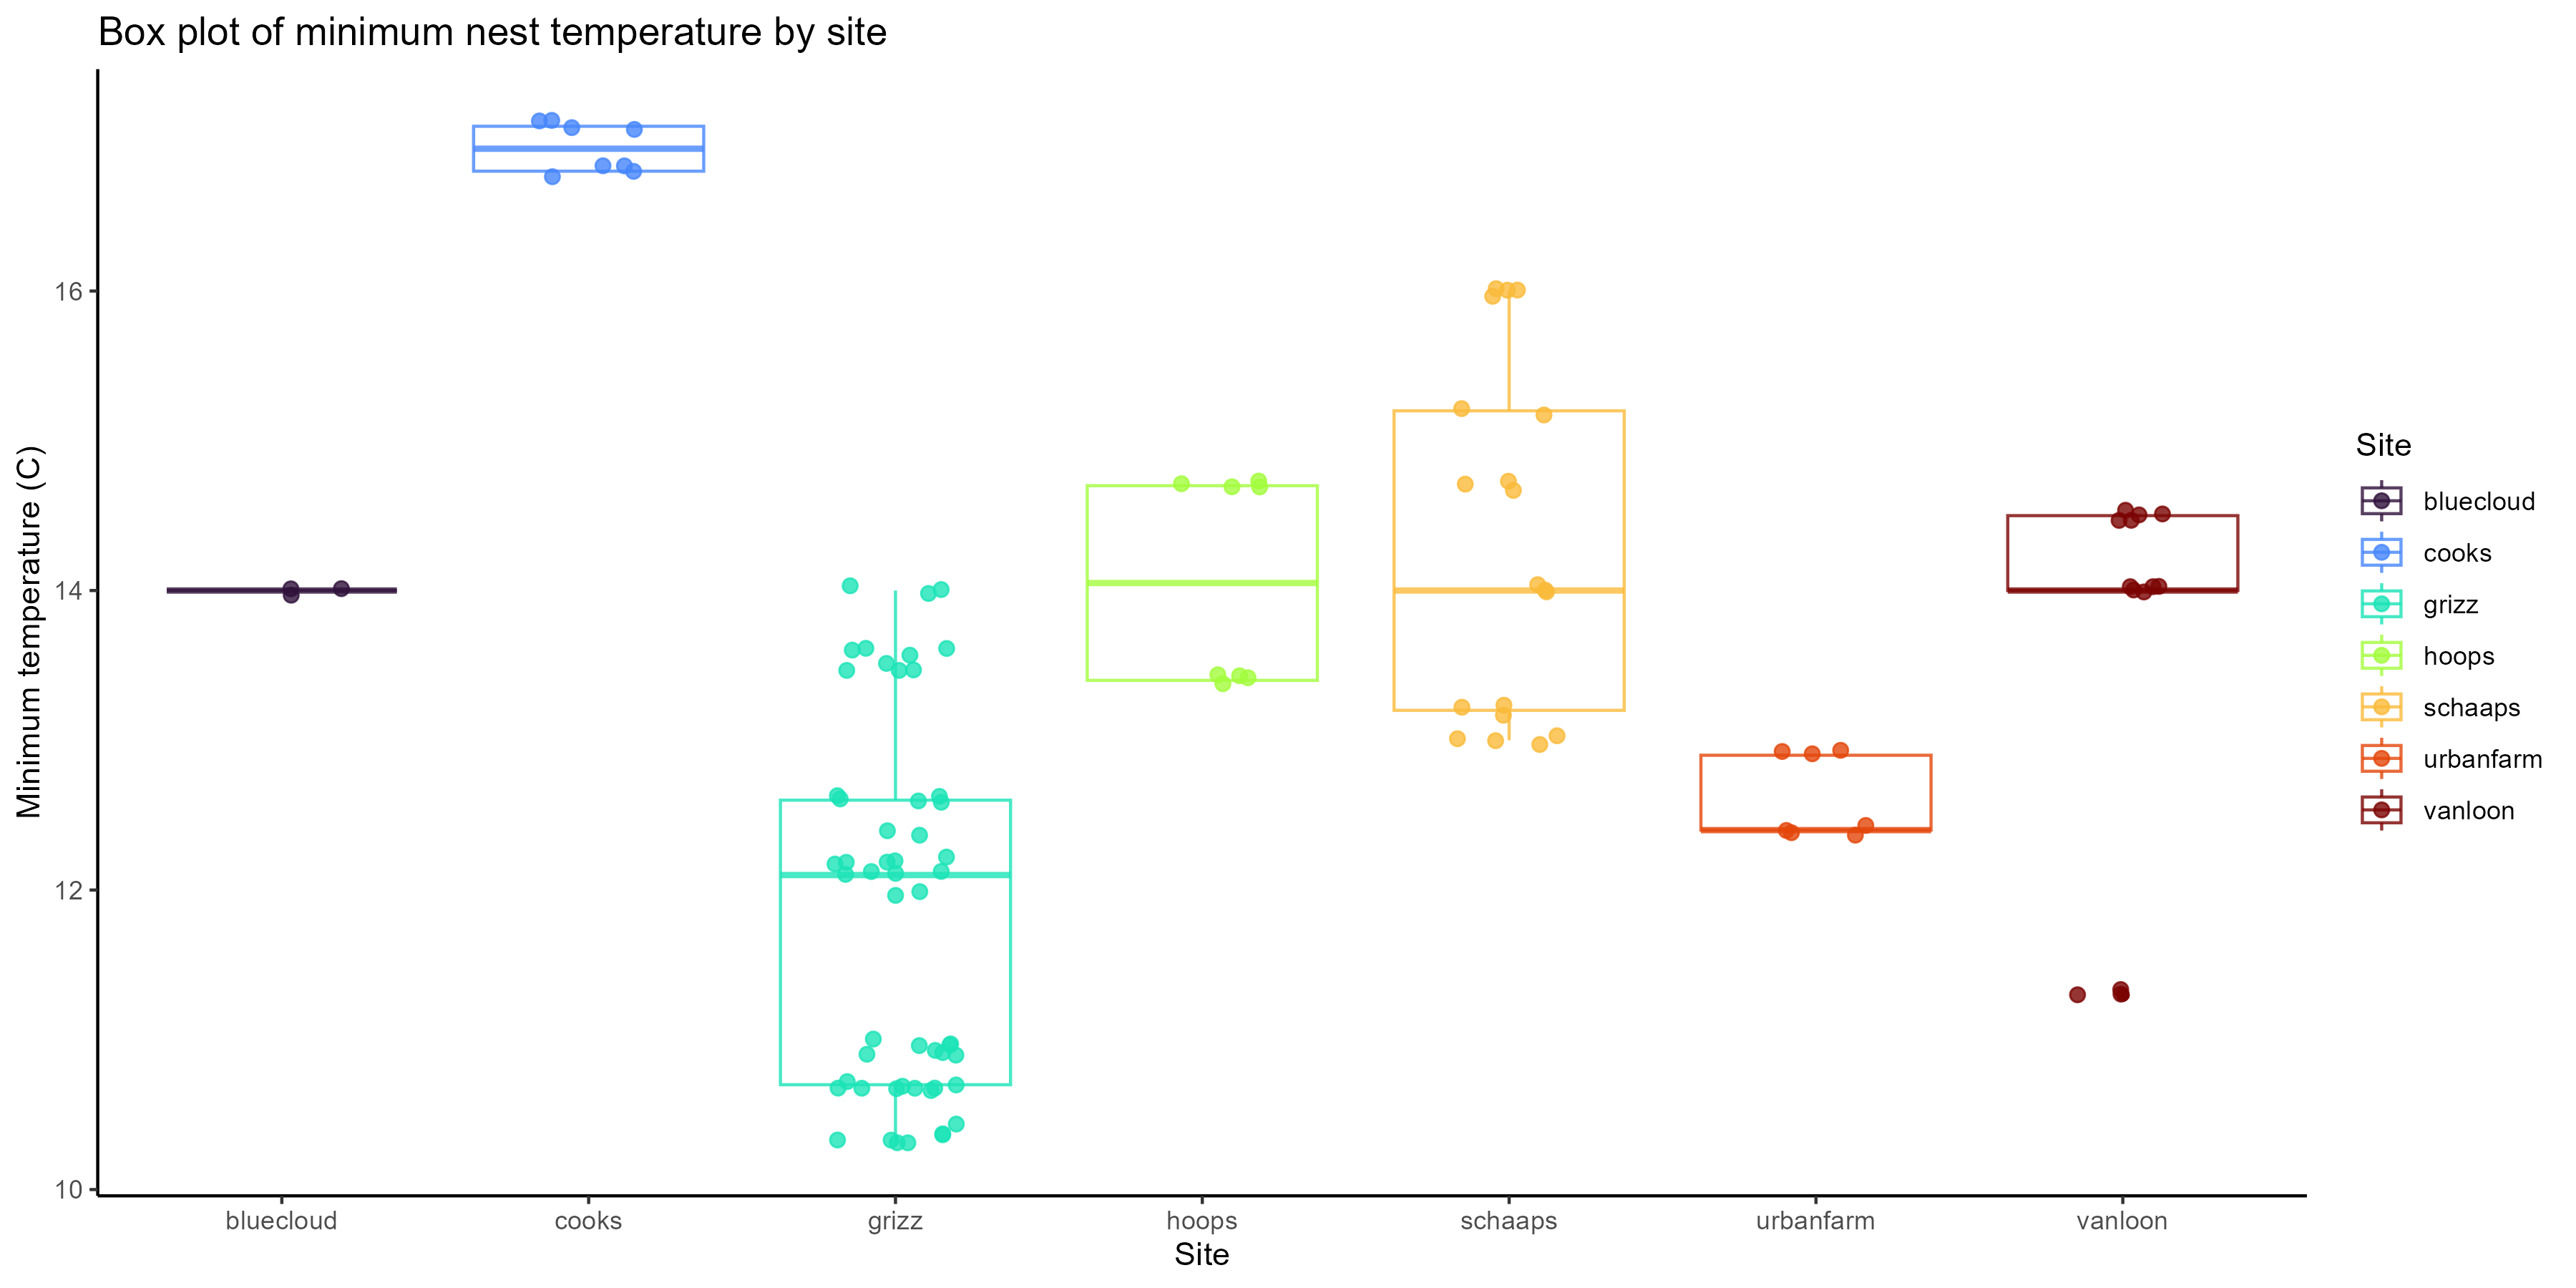 Box plot of minimum nest temperature by site
Minimum temperature (C)
16
14
12
10
bluecloud
cooks
grizz
hoops
schaaps
urbanfarm
vanloon
Site
Site
bluecloud
cooks
grizz
hoops
schaaps
urbanfarm
vanloon